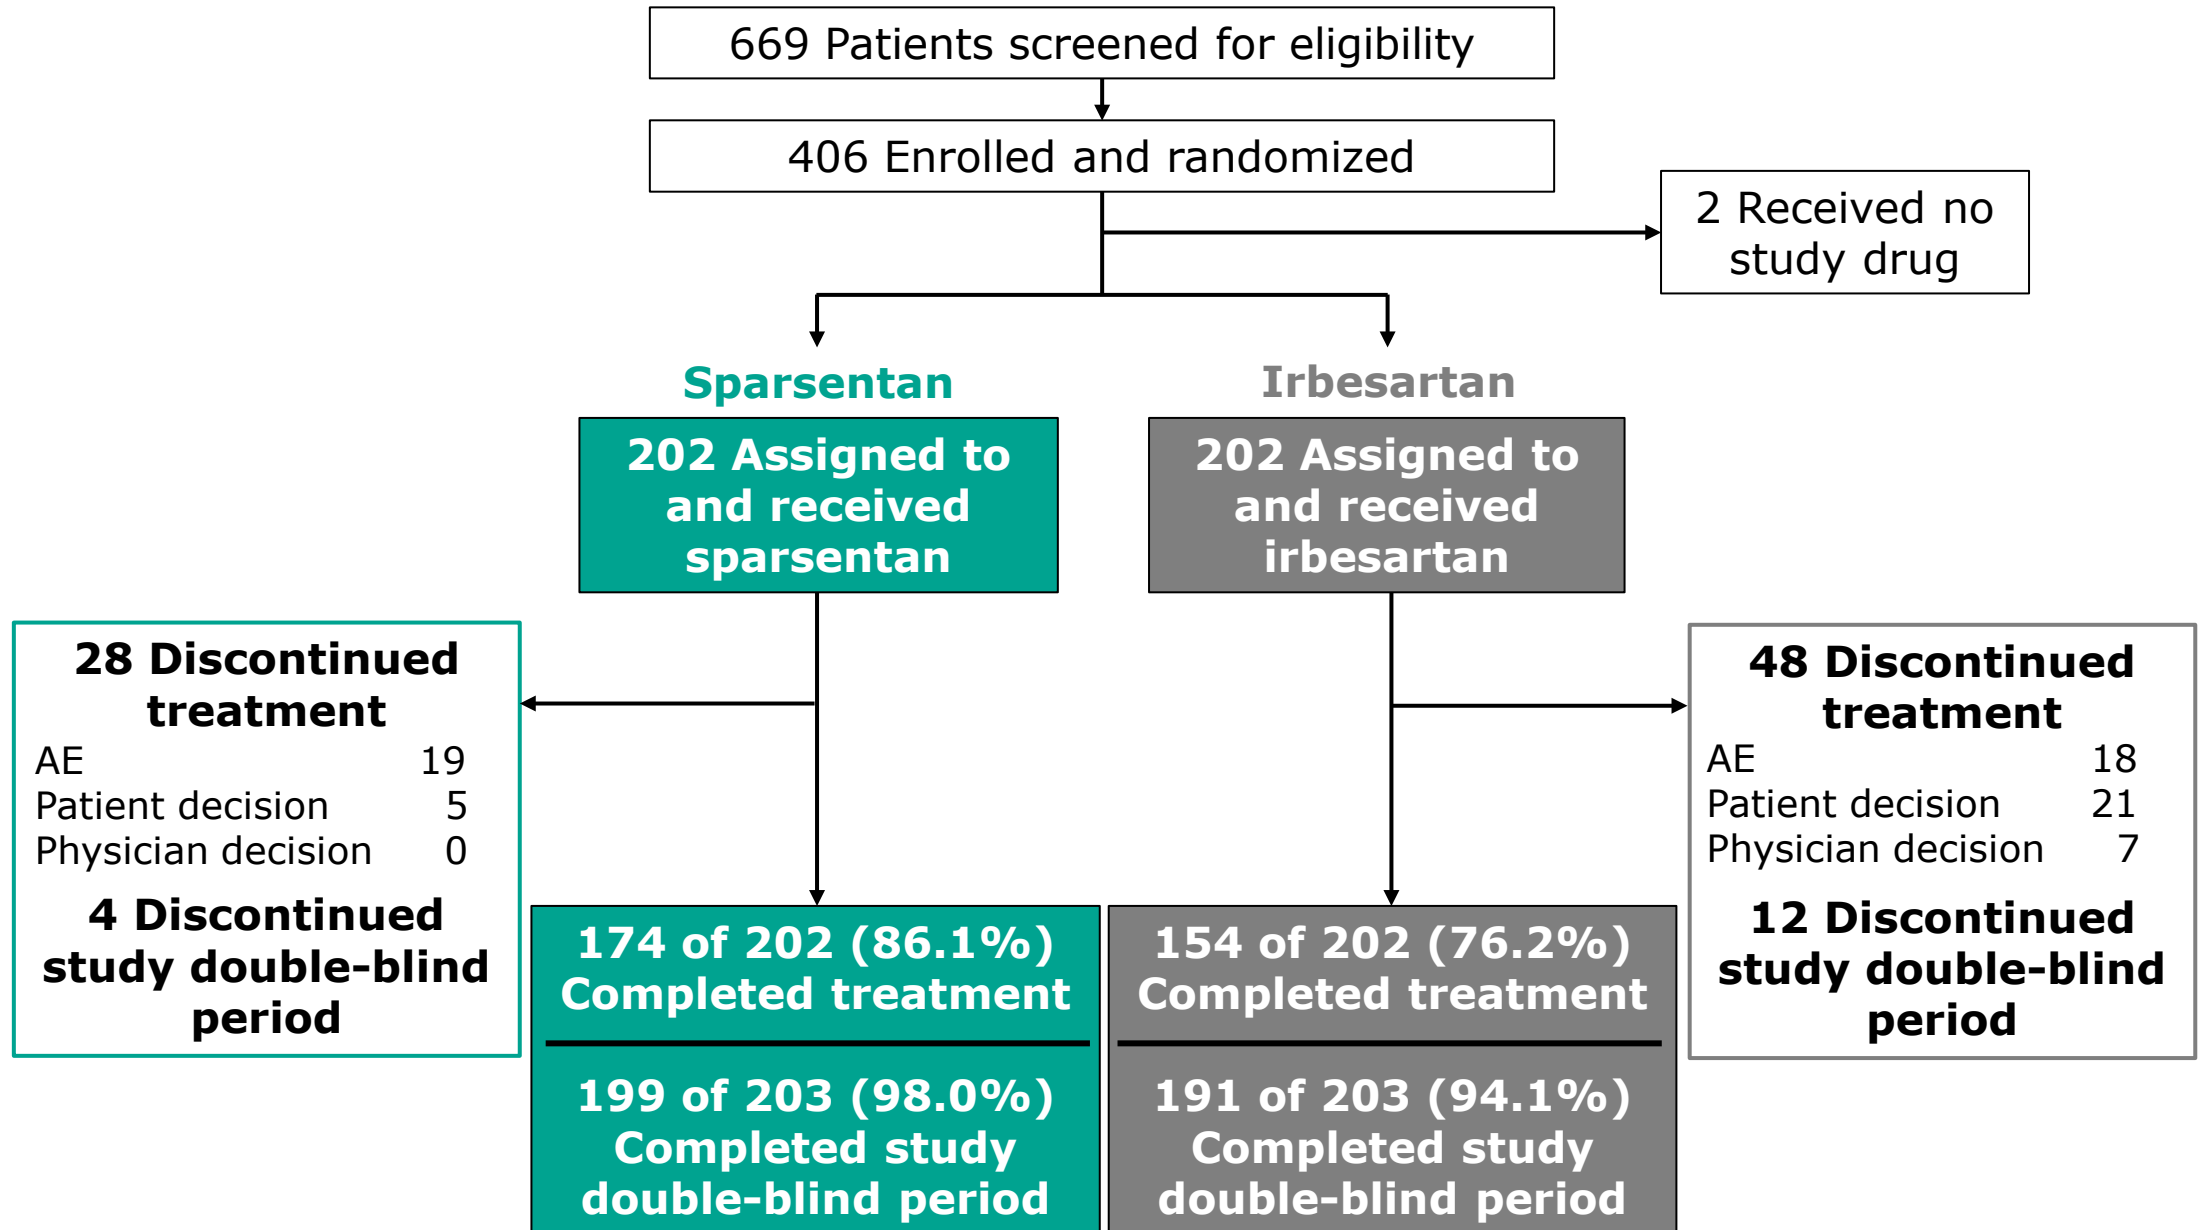 669 Patients screened for eligibility
406 Enrolled and randomized
2 Received no
study drug
Sparsentan
Irbesartan
202 Assigned to
and received
sparsentan
202 Assigned to
and received
irbesartan
28 Discontinued
treatment
AE 19
Patient decision 5
Physician decision 0
4 Discontinued
study double-blind
period
48 Discontinued
treatment
AE 18
Patient decision 21
Physician decision 7
12 Discontinued
study double-blind
period
174 of 202 (86.1%)
Completed treatment
199 of 203 (98.0%)
Completed study
double-blind period
154 of 202 (76.2%)
Completed treatment
191 of 203 (94.1%)
Completed study
double-blind period